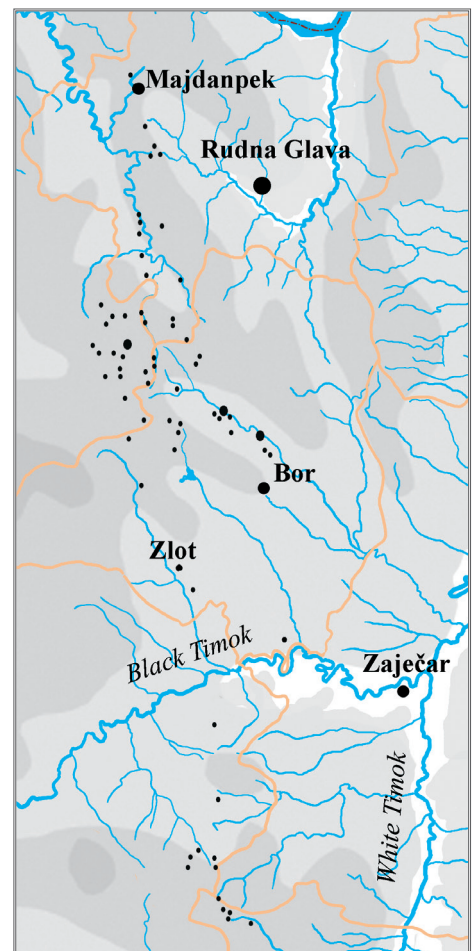 Majdanpek
Rudna Glava
Bor
Zlot
Black Timok
Zaječar
White Timok